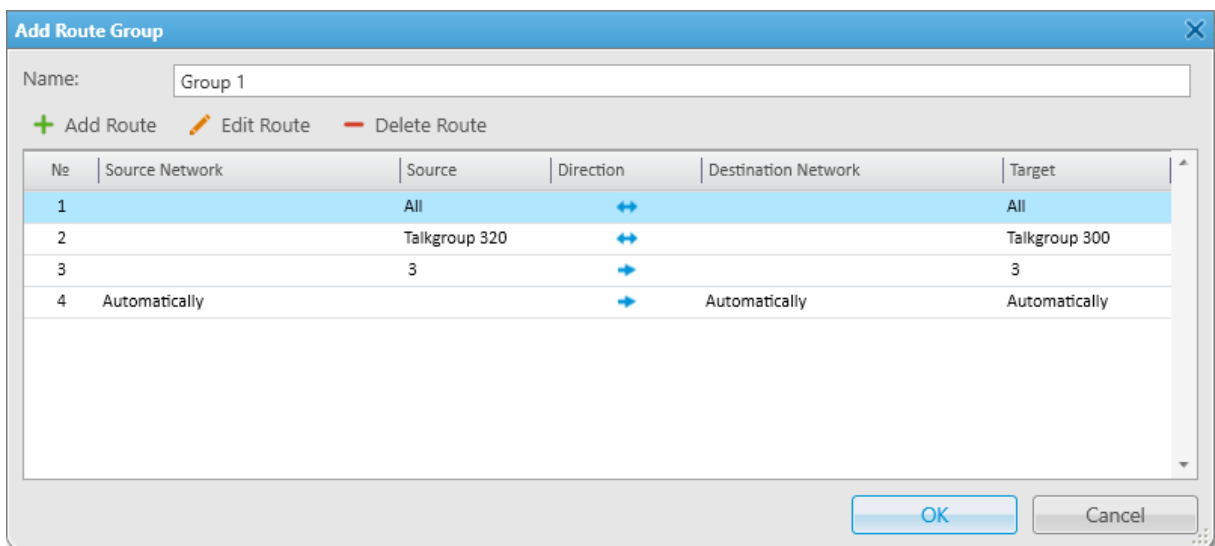 Add Route Group
Name: Group 1
Add Route Edit Route Delete Route
№ Source Network Source Direction Destination Network Target
1 All All
2 Talkgroup 320 Talkgroup 300
3 3 3
4 Automatically Automatically Automatically
OK Cancel